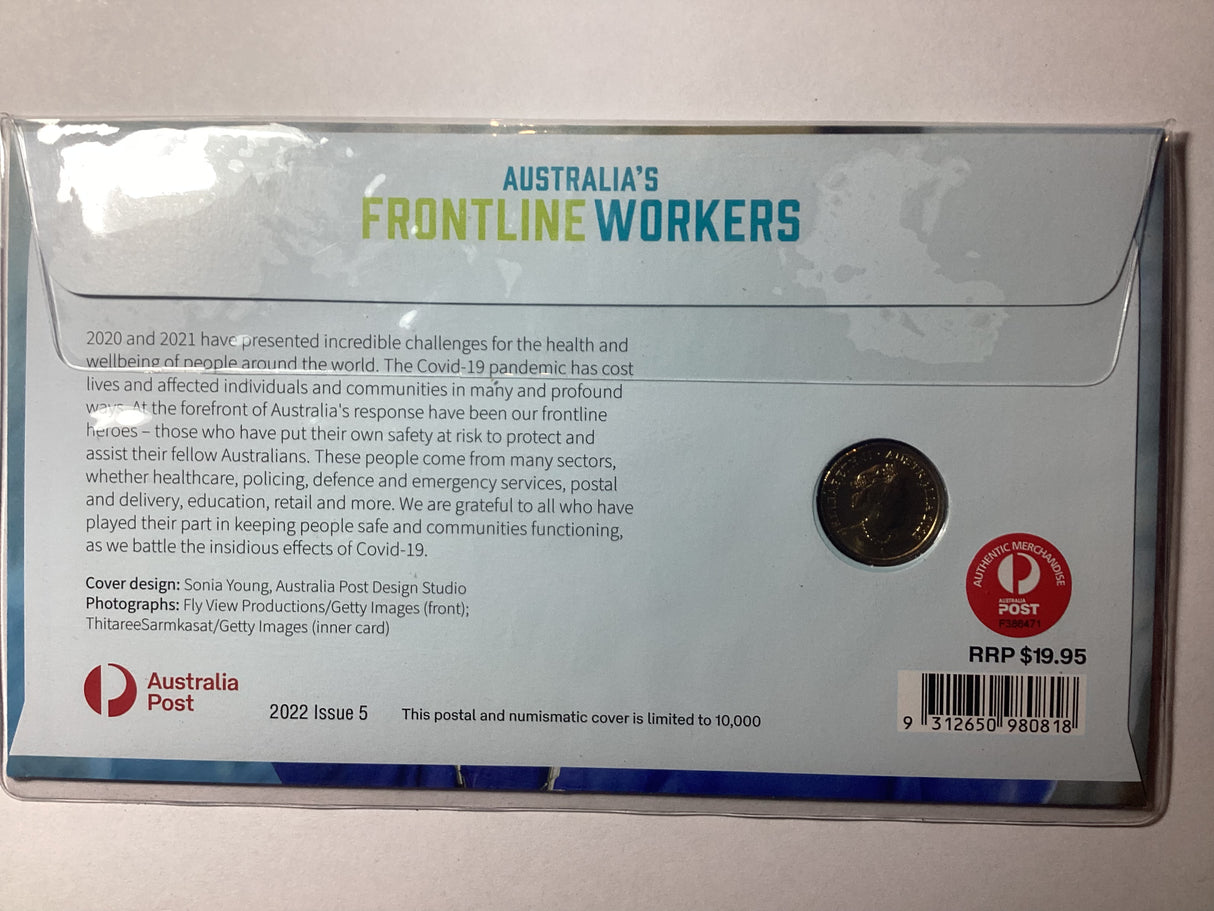 AUSTRALIA'S
FRONTLINE WORKERS
2020 and 2021 have presented incredible challenges for the health and
wellbeing of people around the world. The Covid-19 pandemic has cost
lives and affected individuals and communities in many and profound
ways. At the forefront of Australia's response have been our frontline
heroes – those who have put their own safety at risk to protect and
assist their fellow Australians. These people come from many sectors,
whether healthcare, policing, defence and emergency services, postal
and delivery, education, retail and more. We are grateful to all who have
played their part in keeping people safe and communities functioning,
as we battle the insidious effects of Covid-19.
Cover design: Sonia Young, Australia Post Design Studio
Photographs: Fly View Productions/Getty Images (front);
ThitareeSarmkasat/Getty Images (inner card)
Australia
Post
2022 Issue 5
This postal and numismatic cover is limited to 10,000
AUSTRALIA
AUTHENTIC MERCHANDISE
AUSTRALIA
POST
RRP $19.95
9 312650 980818